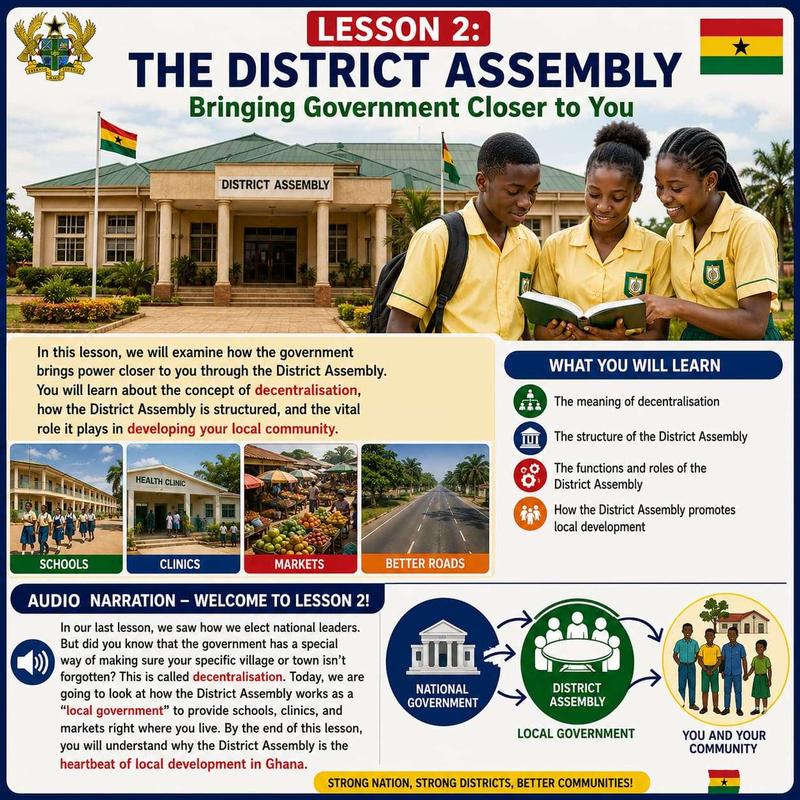 LESSON 2:
THE DISTRICT ASSEMBLY
Bringing Government Closer to You
DISTRICT ASSEMBLY
In this lesson, we will examine how the government
brings power closer to you through the District Assembly.
You will learn about the concept of decentralisation,
how the District Assembly is structured, and the vital
role it plays in developing your local community.
HEALTH CLINIC
SCHOOLS
CLINICS
MARKETS
BETTER ROADS
WHAT YOU WILL LEARN
The meaning of decentralisation
The structure of the District Assembly
The functions and roles of the
District Assembly
How the District Assembly promotes
local development
AUDIO NARRATION – WELCOME TO LESSON 2!
In our last lesson, we saw how we elect national leaders.
But did you know that the government has a special
way of making sure your specific village or town isn't
forgotten? This is called decentralisation. Today, we are
going to look at how the District Assembly works as a
“local government” to provide schools, clinics, and
markets right where you live. By the end of this lesson,
you will understand why the District Assembly is the
heartbeat of local development in Ghana.
NATIONAL
GOVERNMENT
DISTRICT
ASSEMBLY
LOCAL GOVERNMENT
YOU AND YOUR
COMMUNITY
STRONG NATION, STRONG DISTRICTS, BETTER COMMUNITIES!